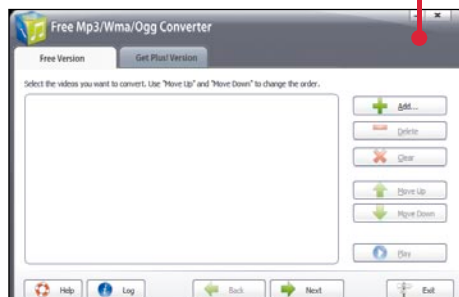 Free Mp3/Wma/Ogg Converter
Free Version
Get Plus! Version
Select the videos you want to convert. Use "Move Up" and "Move Down" to change the order.
Add...
Delete
Clear
Move Up
Move Down
Play
Help
Log
Back
Next
Exit